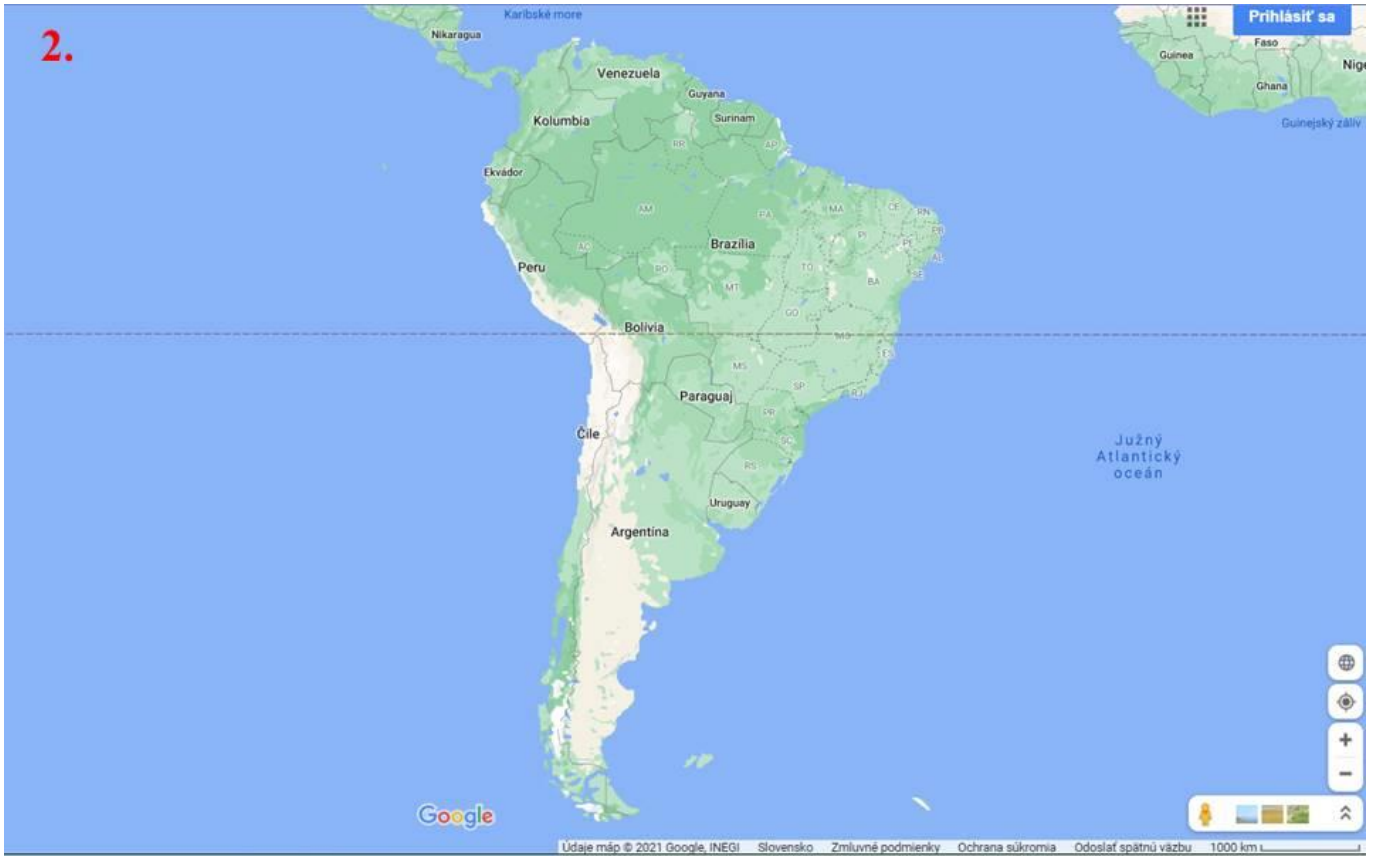 2.
Karibské more
Prihlásiť sa
Nikaragua
Faso
Guinea
Nige
Ghana
Guinejský záliv
Venezuela
Guyana
Kolumbia
Surinam
RR
AP
Ekvádor
AM
PA
MA
CE
RN
PB
PI
PE
AL
SE
AC
Brazília
Peru
RO
TO
BA
MT
GO
Bolívia
MG
ES
MS
SP
RJ
Paraguaj
PR
SC
Čile
RS
Južný
Atlantický
oceán
Uruguay
Argentína
Google
Údaje máp © 2021 Google, INEGI Slovensko Zmluvné podmienky Ochrana súkromia Odoslať spätnú väzbu 1000 km